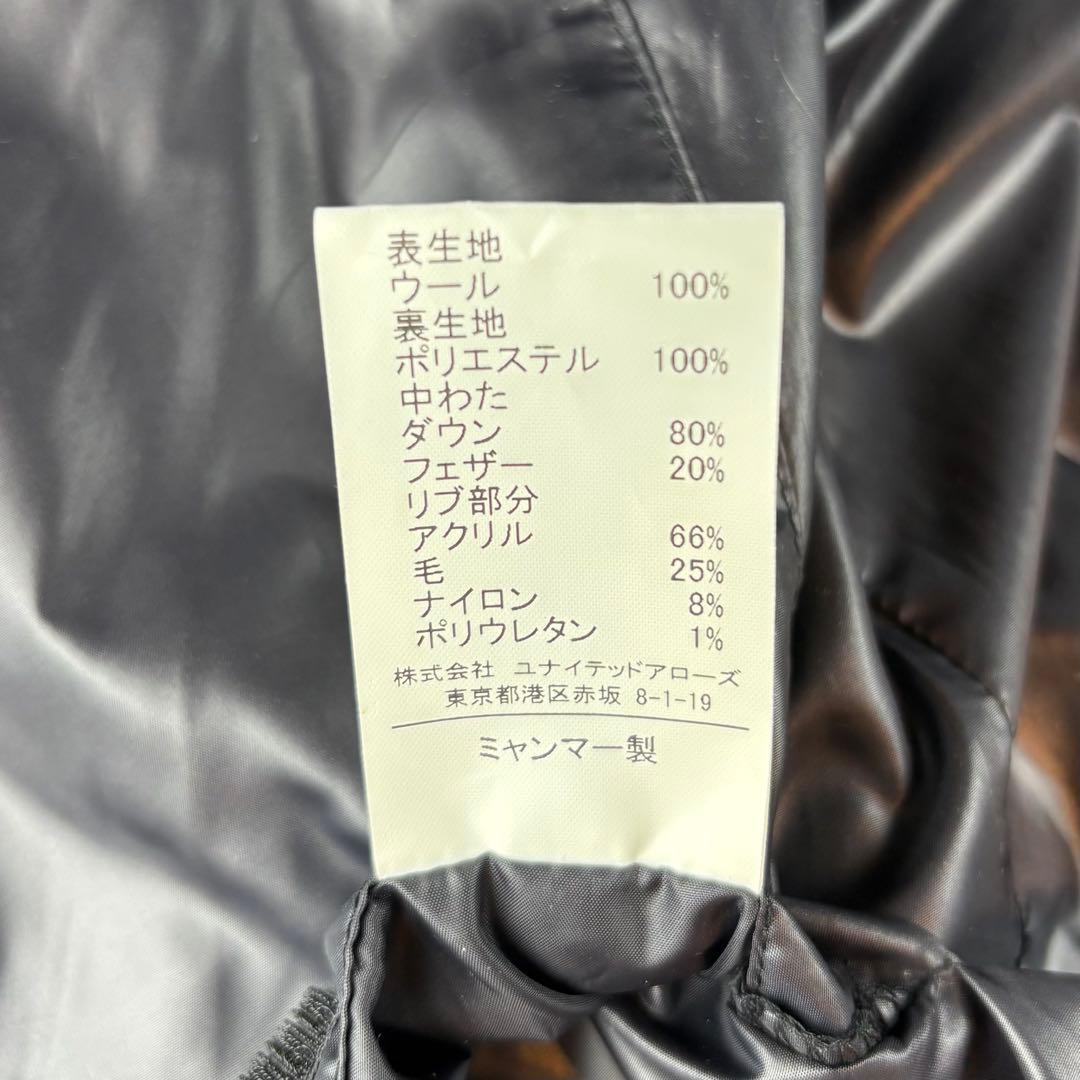 表生地
ウール 100%
裏生地
ポリエステル 100%
中わた
ダウン 80%
フェザー 20%
リブ部分
アクリル 66%
毛 25%
ナイロン 8%
ポリウレタン 1%
株式会社 ユナイテッドアローズ
東京都港区赤坂 8-1-19
ミャンマー製